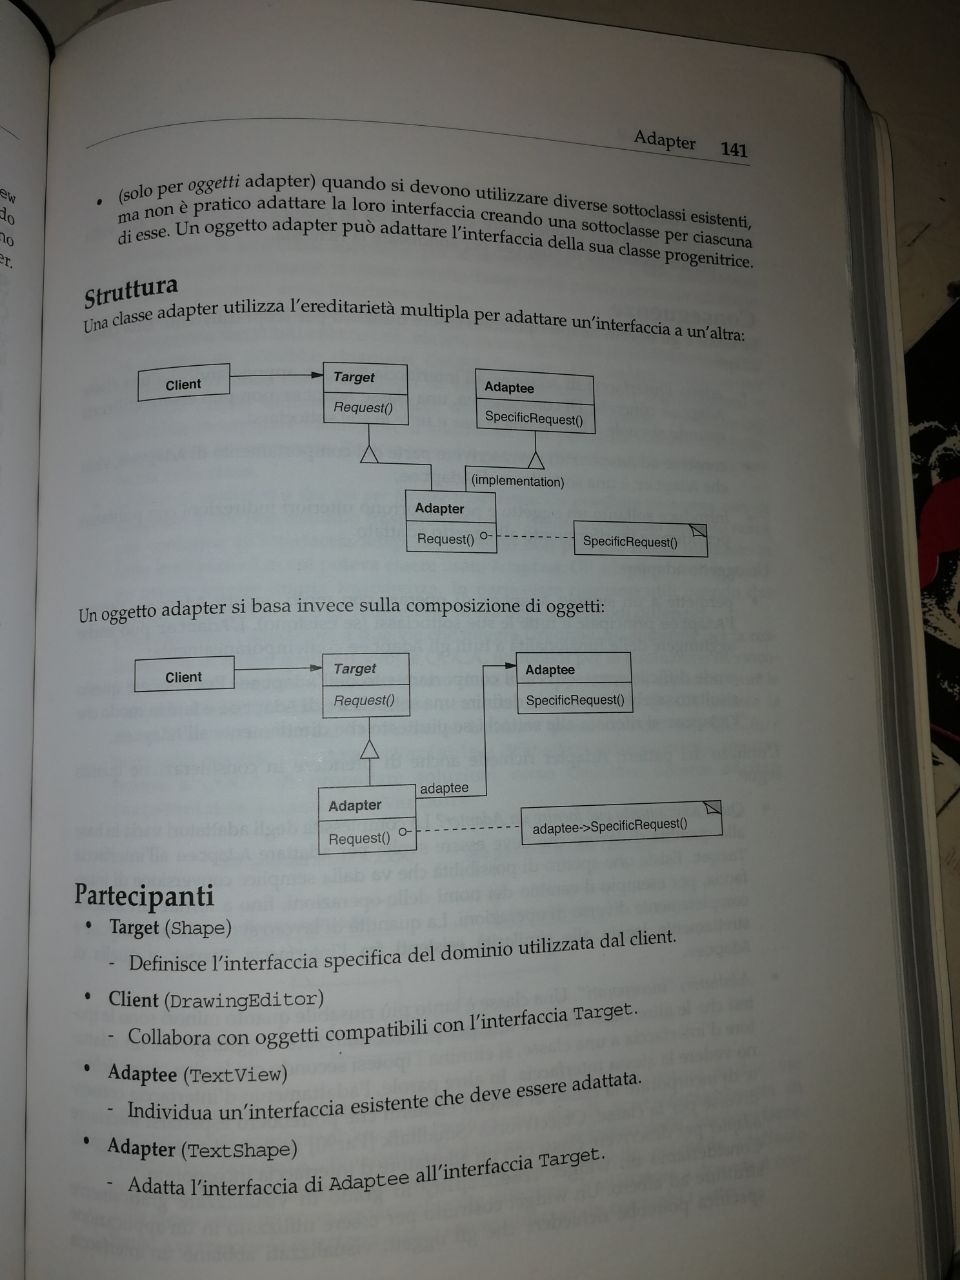 ew
do
no
er.
Adapter 141
• (solo per oggetti adapter) quando si devono utilizzare diverse sottoclassi esistenti,
ma non è pratico adattare la loro interfaccia creando una sottoclasse per ciascuna
di esse. Un oggetto adapter può adattare l'interfaccia della sua classe progenitrice.
Struttura
Una classe adapter utilizza l'ereditarietà multipla per adattare un'interfaccia a un'altra:
Client
Target
Request()
Adaptee
SpecificRequest()
(implementation)
Adapter
Request()
SpecificRequest()
Un oggetto adapter si basa invece sulla composizione di oggetti:
Client
Target
Request()
Adaptee
SpecificRequest()
adaptee
Adapter
Request()
adaptee->SpecificRequest()
Partecipanti
• Target (Shape)
- Definisce l'interfaccia specifica del dominio utilizzata dal client.
• Client (DrawingEditor)
- Collabora con oggetti compatibili con l'interfaccia Target.
• Adaptee (TextView)
- Individua un'interfaccia esistente che deve essere adattata.
• Adapter (TextShape)
- Adatta l'interfaccia di Adaptee all'interfaccia Target.